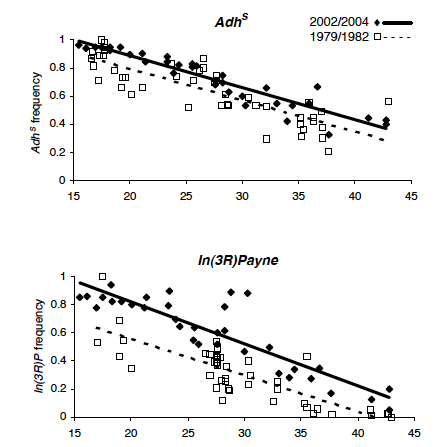 Adh^S
2002/2004
1979/1982
Adh^S frequency
1
0.8
0.6
0.4
0.2
0
15 20 25 30 35 40 45
In(3R)Payne
In(3R)P frequency
1
0.8
0.6
0.4
0.2
0
15 20 25 30 35 40 45